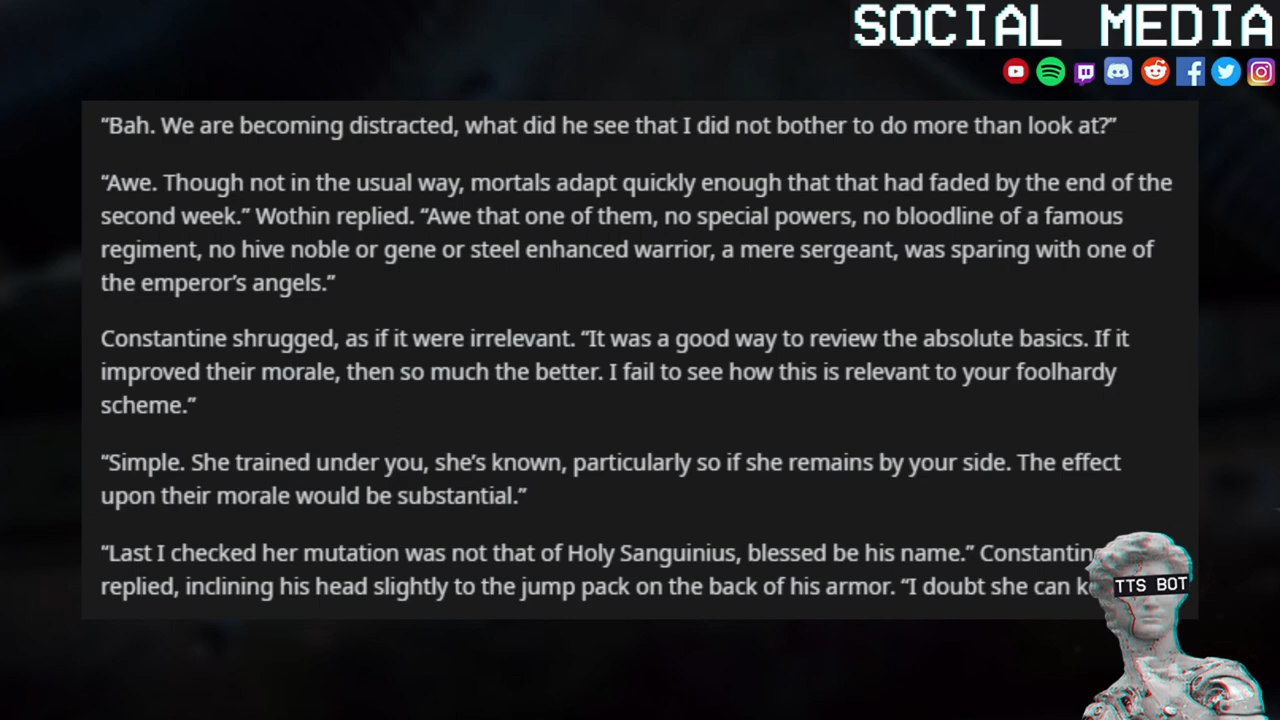 SOCIAL MEDIA
“Bah. We are becoming distracted, what did he see that I did not bother to do more than look at?”
“Awe. Though not in the usual way, mortals adapt quickly enough that that had faded by the end of the
second week.” Wothin replied. “Awe that one of them, no special powers, no bloodline of a famous
regiment, no hive noble or gene or steel enhanced warrior, a mere sergeant, was sparing with one of
the emperor’s angels.”
Constantine shrugged, as if it were irrelevant. “It was a good way to review the absolute basics. If it
improved their morale, then so much the better. I fail to see how this is relevant to your foolhardy
scheme.”
“Simple. She trained under you, she’s known, particularly so if she remains by your side. The effect
upon their morale would be substantial.”
“Last I checked her mutation was not that of Holy Sanguinius, blessed be his name.” Constantine
replied, inclining his head slightly to the jump pack on the back of his armor. “I doubt she can
TTS BOT